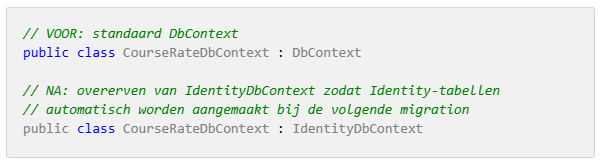 // VOOR: standaard DbContext
public class CourseRateDbContext : DbContext
// NA: overerven van IdentityDbContext zodat Identity-tabellen
// automatisch worden aangemaakt bij de volgende migration
public class CourseRateDbContext : IdentityDbContext